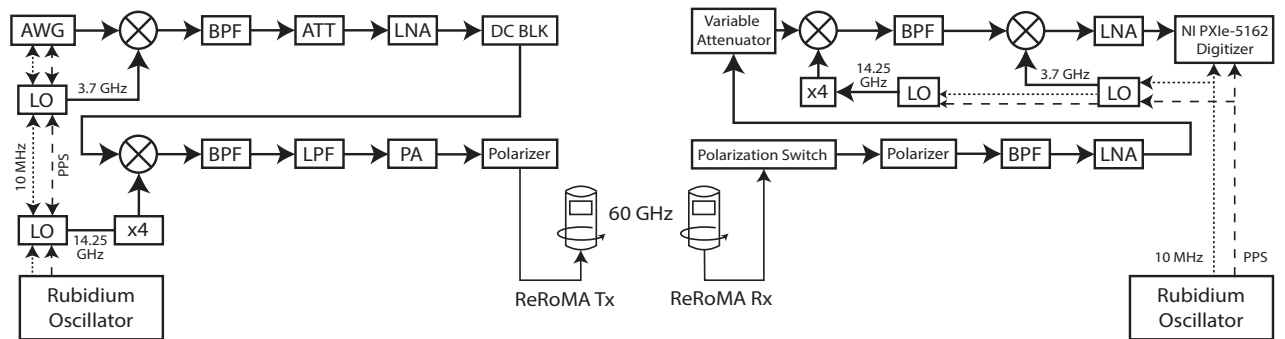 AWG
BPF
ATT
LNA
DC BLK
3.7 GHz
LO
10 MHz
PPS
BPF
LPF
PA
Polarizer
LO
14.25
GHz
x4
Rubidium
Oscillator
ReRoMA Tx
60 GHz
ReRoMA Rx
Variable
Attenuator
BPF
LNA
NI PXIe-5162
Digitizer
14.25
GHz
3.7 GHz
x4
LO
LO
Polarization Switch
Polarizer
BPF
LNA
10 MHz
PPS
Rubidium
Oscillator